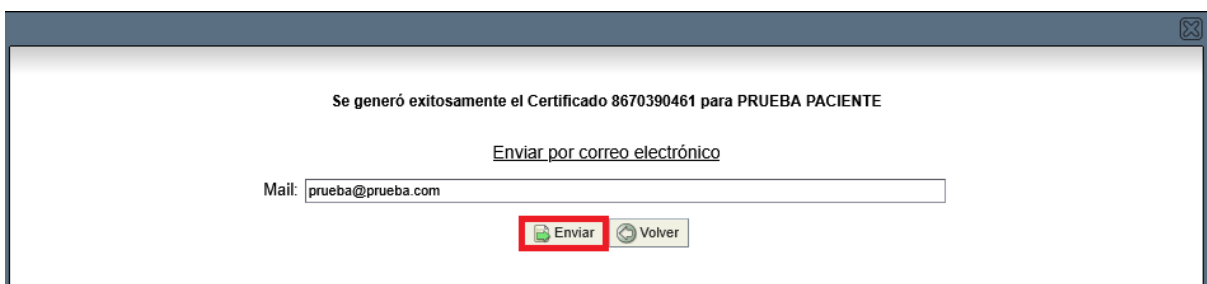 Se generó exitosamente el Certificado 8670390461 para PRUEBA PACIENTE
Enviar por correo electrónico
Mail: prueba@prueba.com
Enviar Volver